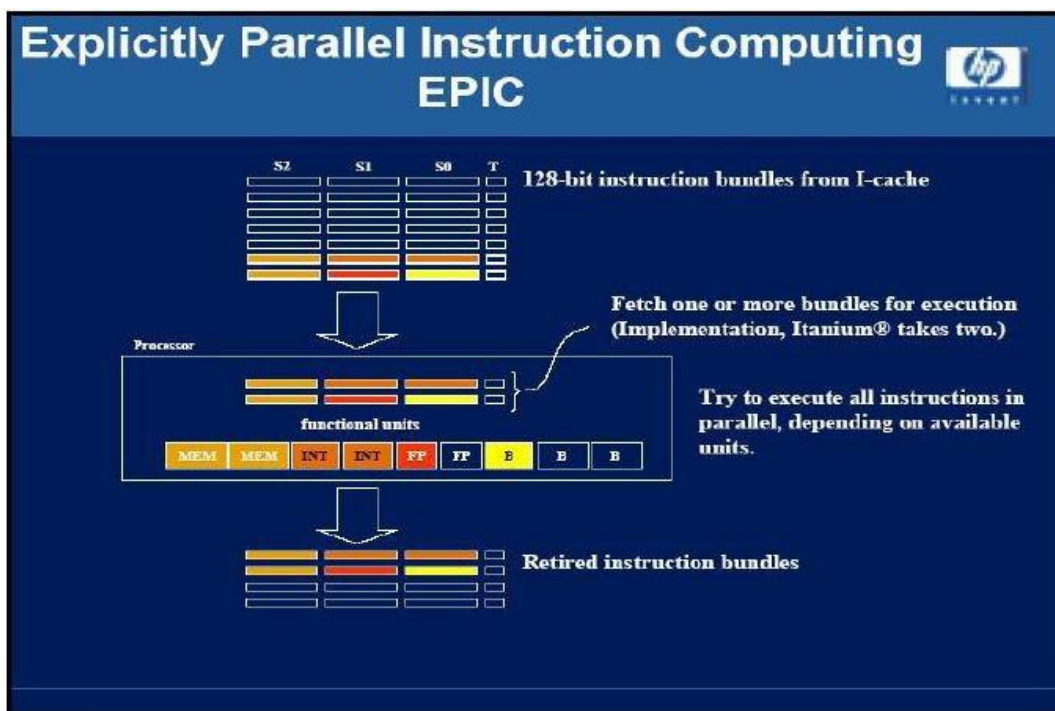 Explicitly Parallel Instruction Computing
EPIC
hp
invent
S2 S1 S0 T
128-bit instruction bundles from I-cache
Fetch one or more bundles for execution
(Implementation, Itanium® takes two.)
Processor
Try to execute all instructions in
parallel, depending on available
units.
functional units
MEM MEM INT INT FP FP B B B
Retired instruction bundles